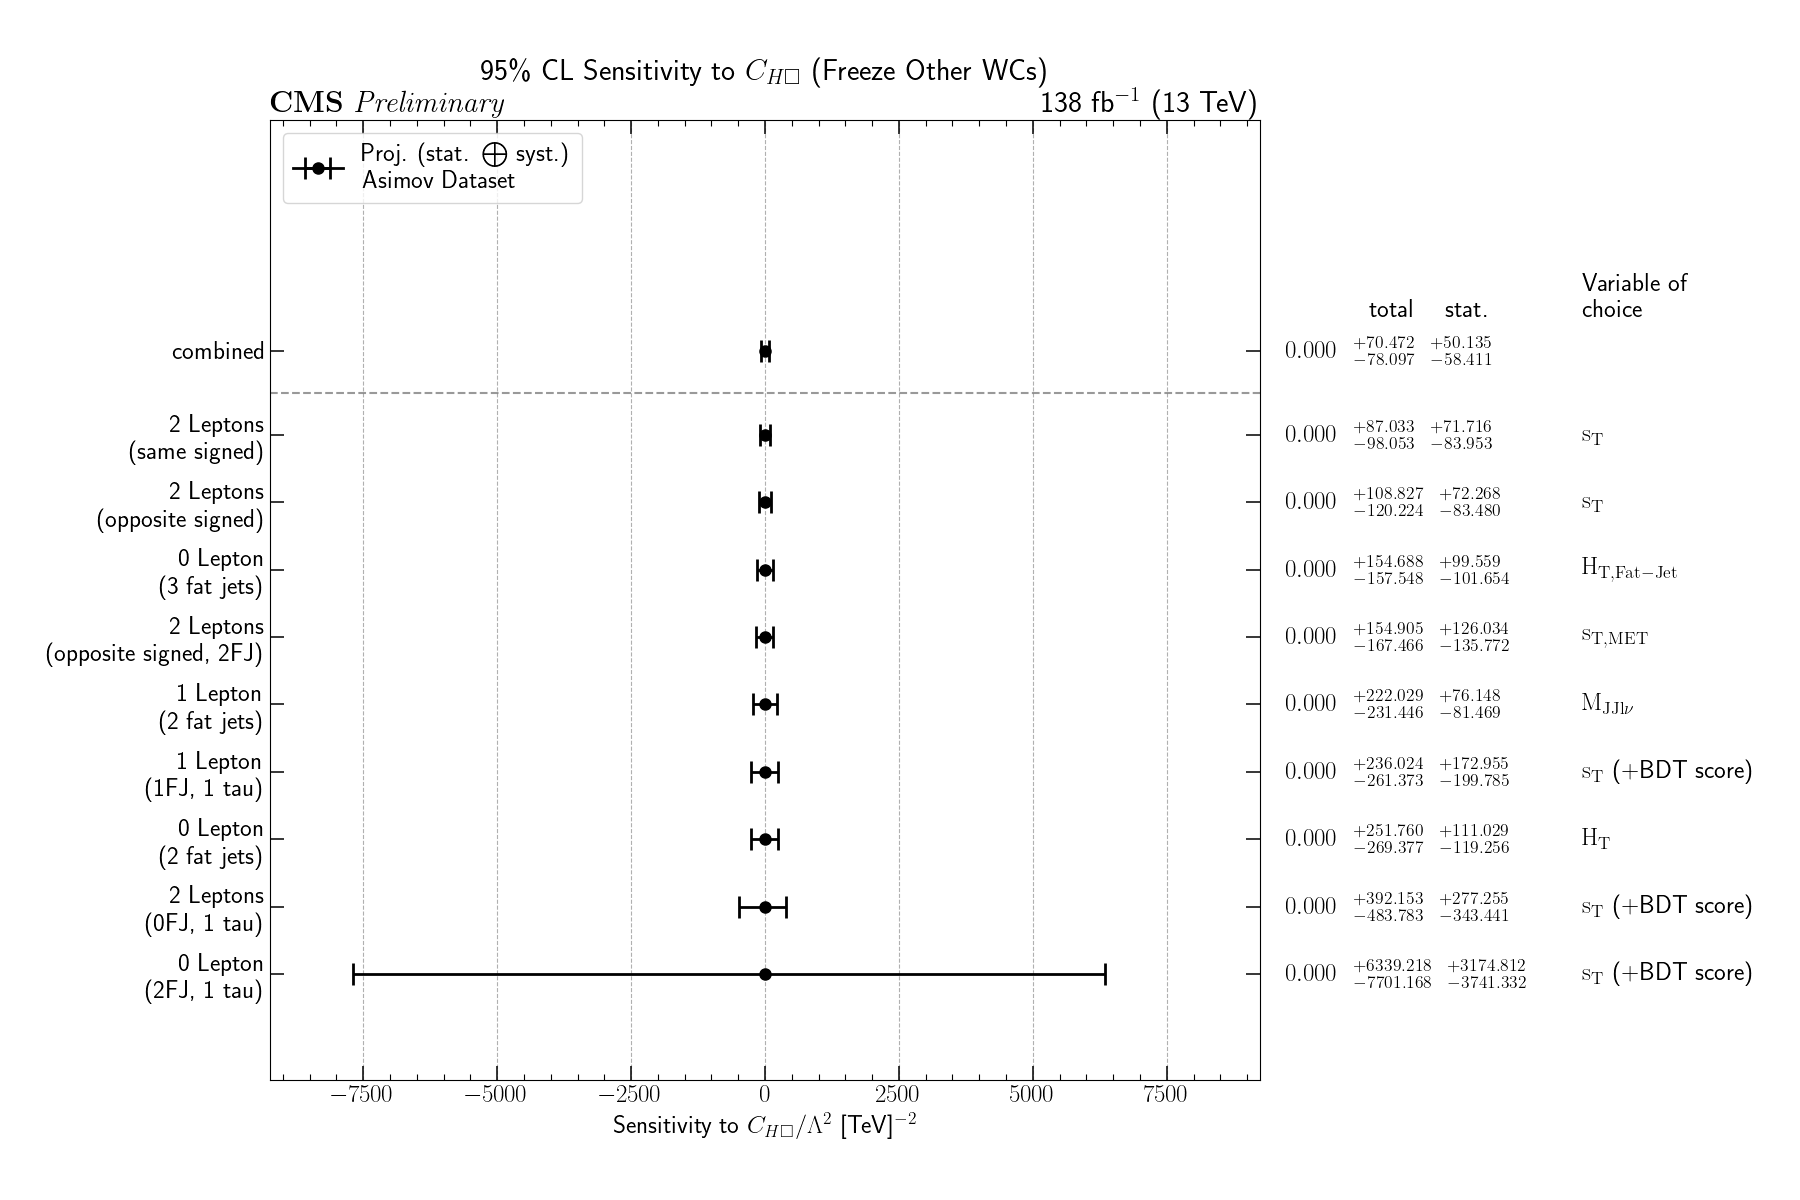 95% CL Sensitivity to C_{H□} (Freeze Other WCs)
CMS Preliminary 138 fb⁻¹ (13 TeV)
Proj. (stat. ⨁ syst.)
Asimov Dataset
Variable of
total stat. choice
combined 0.000 +70.472 −78.097 +50.135 −58.411
2 Leptons
(same signed) 0.000 +87.033 −98.053 +71.716 −83.953 s_T
2 Leptons
(opposite signed) 0.000 +108.827 −120.224 +72.268 −83.480 s_T
0 Lepton
(3 fat jets) 0.000 +154.688 −157.548 +99.559 −101.654 H_{T,Fat−Jet}
2 Leptons
(opposite signed, 2FJ) 0.000 +154.905 −167.466 +126.034 −135.772 s_{T,MET}
1 Lepton
(2 fat jets) 0.000 +222.029 −231.446 +76.148 −81.469 M_{JJlν}
1 Lepton
(1FJ, 1 tau) 0.000 +236.024 −261.373 +172.955 −199.785 s_T (+BDT score)
0 Lepton
(2 fat jets) 0.000 +251.760 −269.377 +111.029 −119.256 H_T
2 Leptons
(0FJ, 1 tau) 0.000 +392.153 −483.783 +277.255 −343.441 s_T (+BDT score)
0 Lepton
(2FJ, 1 tau) 0.000 +6339.218 −7701.168 +3174.812 −3741.332 s_T (+BDT score)
−7500 −5000 −2500 0 2500 5000 7500
Sensitivity to C_{H□}/Λ² [TeV]⁻²